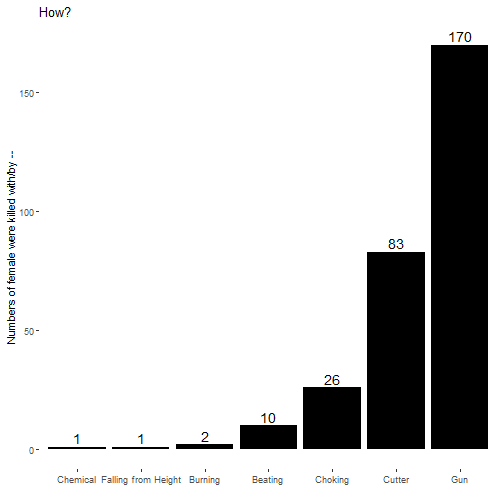 How?
Numbers of female were killed with/by --
170
150
100
83
50
26
10
2
1
1
0
Chemical
Falling from Height
Burning
Beating
Choking
Cutter
Gun